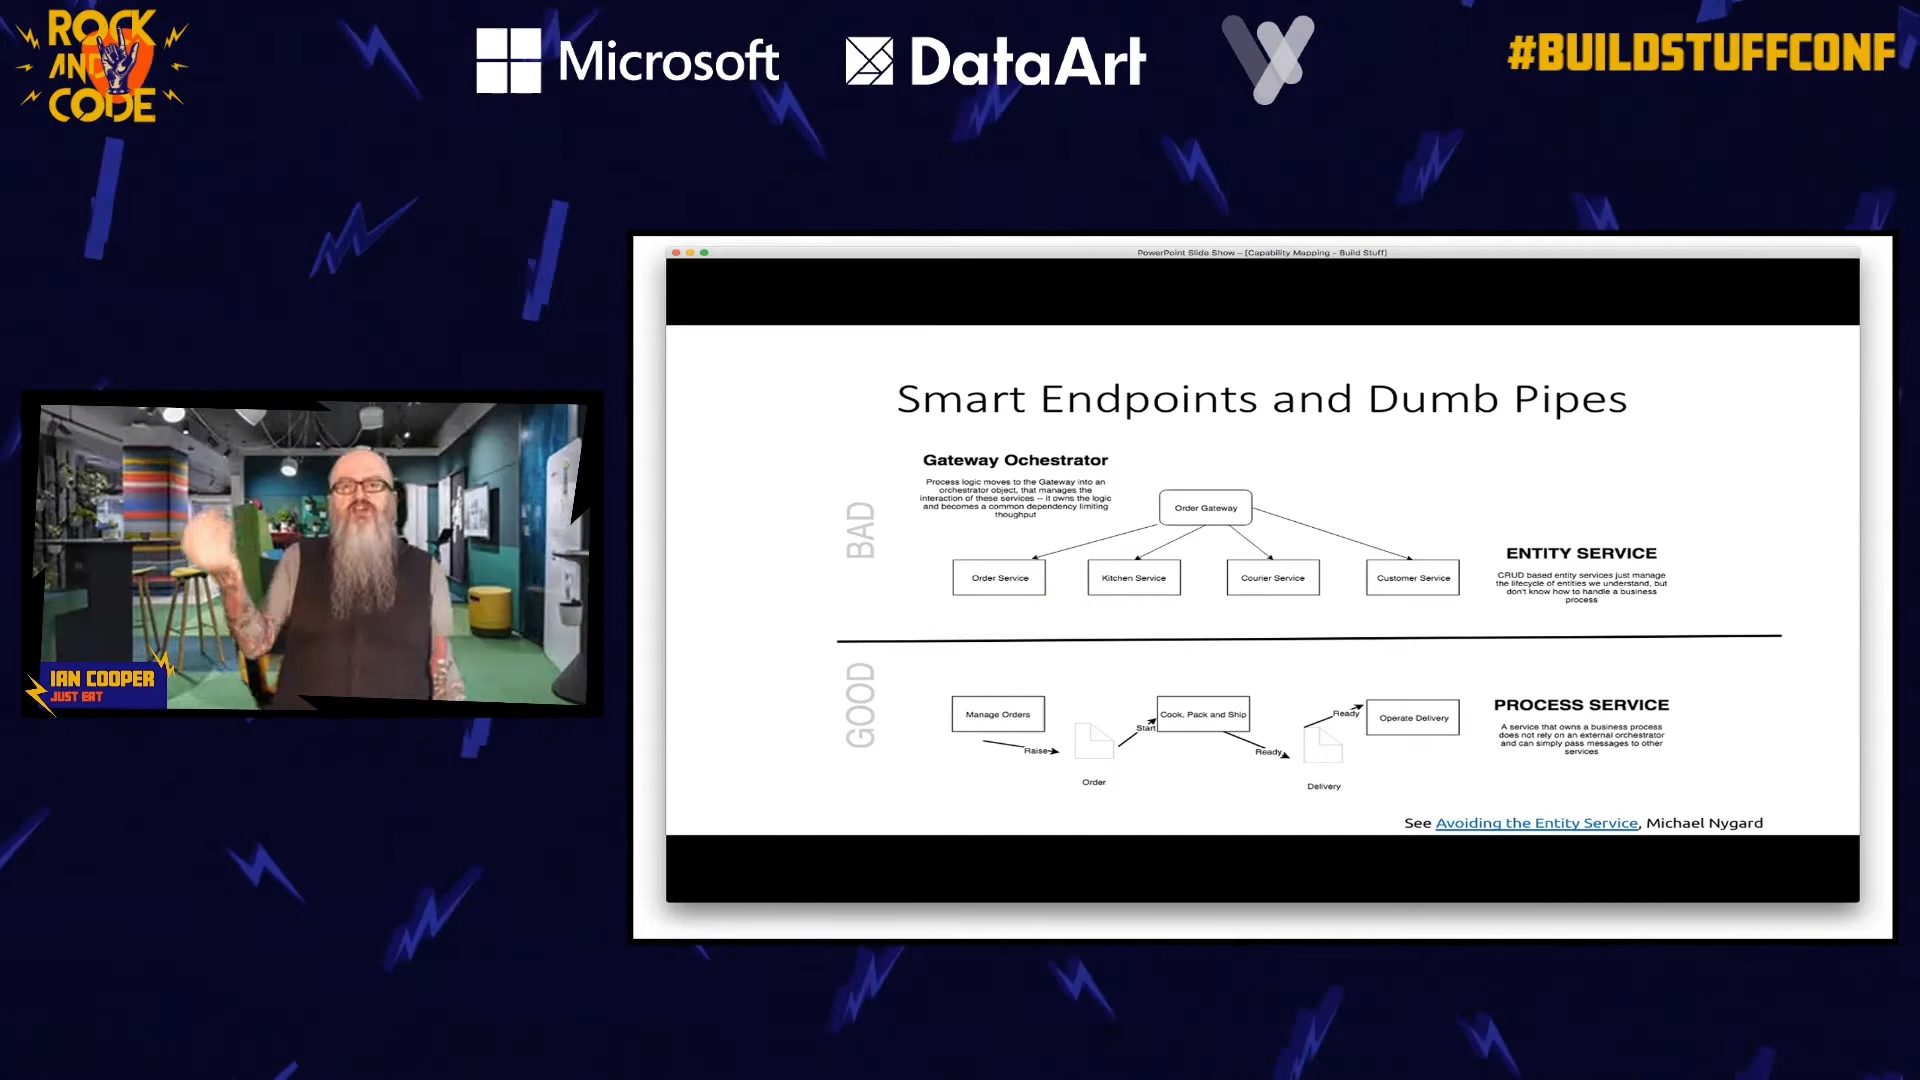 ROCK
AND
CODE
Microsoft
DataArt
#BUILDSTUFFCONF
IAN COOPER
JUST EAT
PowerPoint Slide Show – [Capability Mapping - Build Stuff]
Smart Endpoints and Dumb Pipes
BAD
Gateway Ochestrator
Process logic moves to the Gateway into an
orchestrator object, that manages the
interaction of these services -- it owns the logic
and becomes a common dependency limiting
thoughput
Order Gateway
Order Service
Kitchen Service
Courier Service
Customer Service
ENTITY SERVICE
CRUD based entity services just manage
the lifecycle of entities we understand, but
don't know how to handle a business
process
GOOD
Manage Orders
Raise
Order
Start
Cook, Pack and Ship
Ready
Delivery
Ready
Operate Delivery
PROCESS SERVICE
A service that owns a business process
does not rely on an external orchestrator
and can simply pass messages to other
services
See Avoiding the Entity Service, Michael Nygard